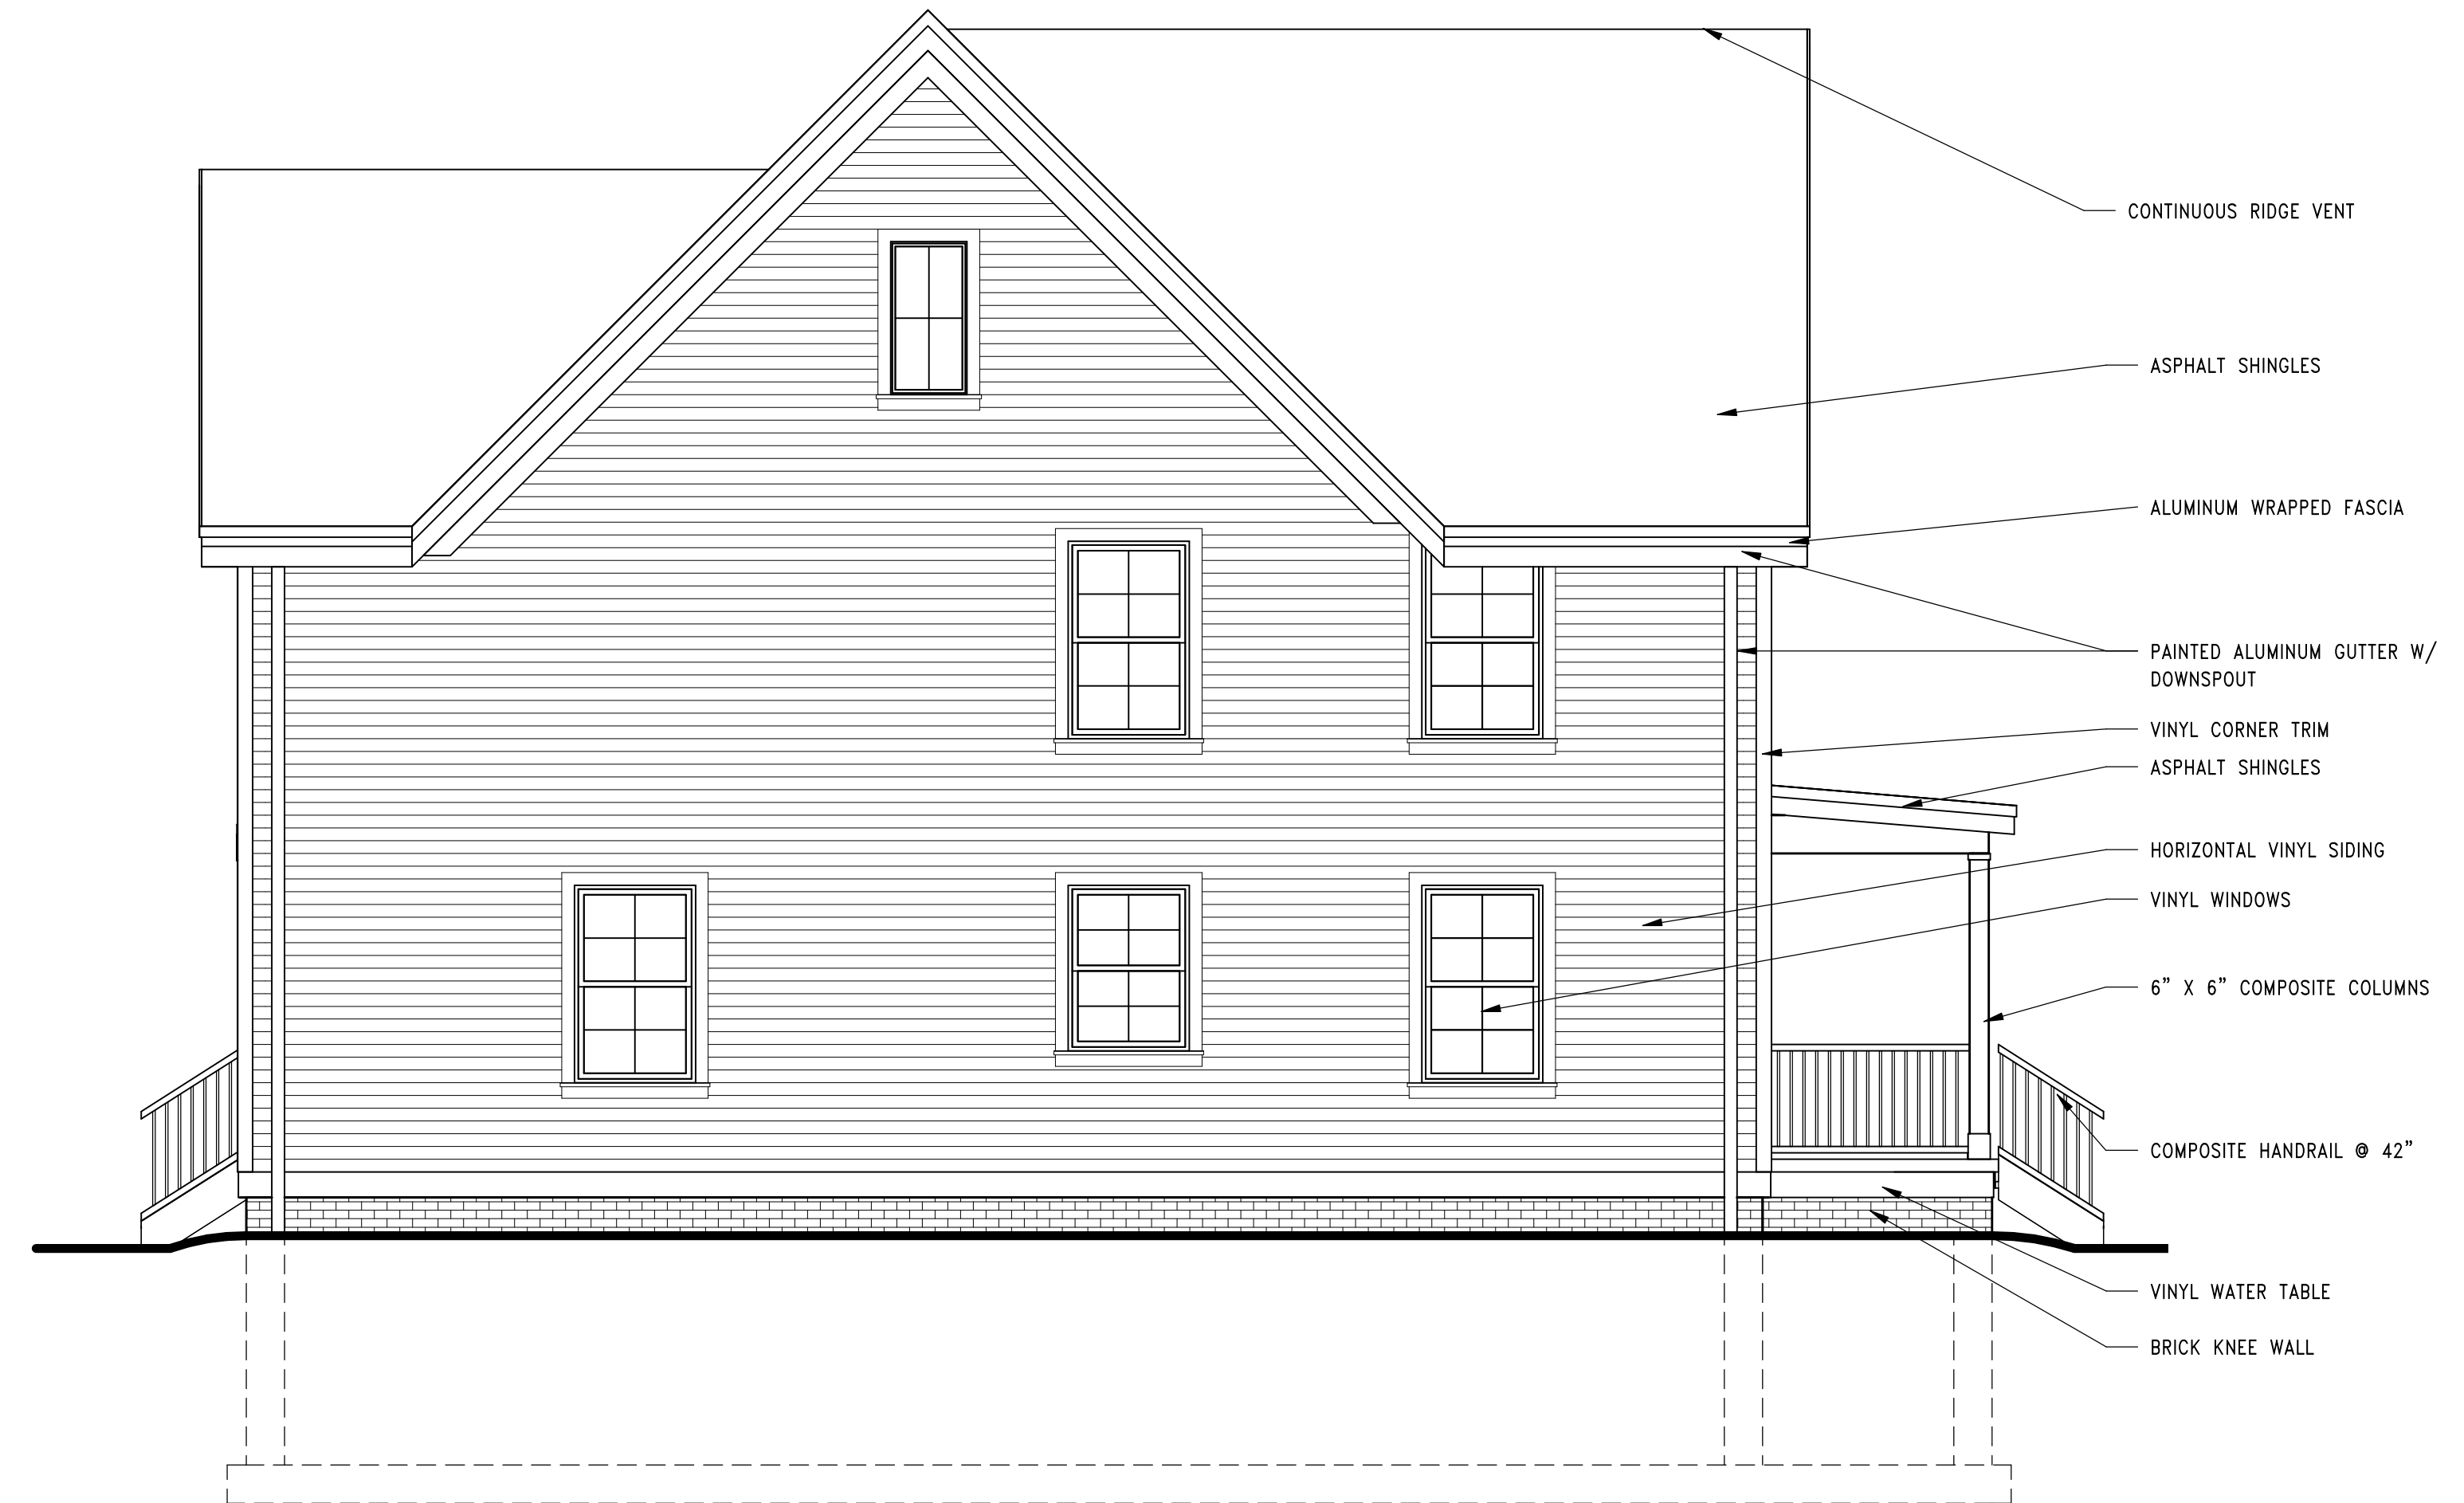 CONTINUOUS RIDGE VENT
ASPHALT SHINGLES
ALUMINUM WRAPPED FASCIA
PAINTED ALUMINUM GUTTER W/
DOWNSPOUT
VINYL CORNER TRIM
ASPHALT SHINGLES
HORIZONTAL VINYL SIDING
VINYL WINDOWS
6” X 6” COMPOSITE COLUMNS
COMPOSITE HANDRAIL @ 42”
VINYL WATER TABLE
BRICK KNEE WALL